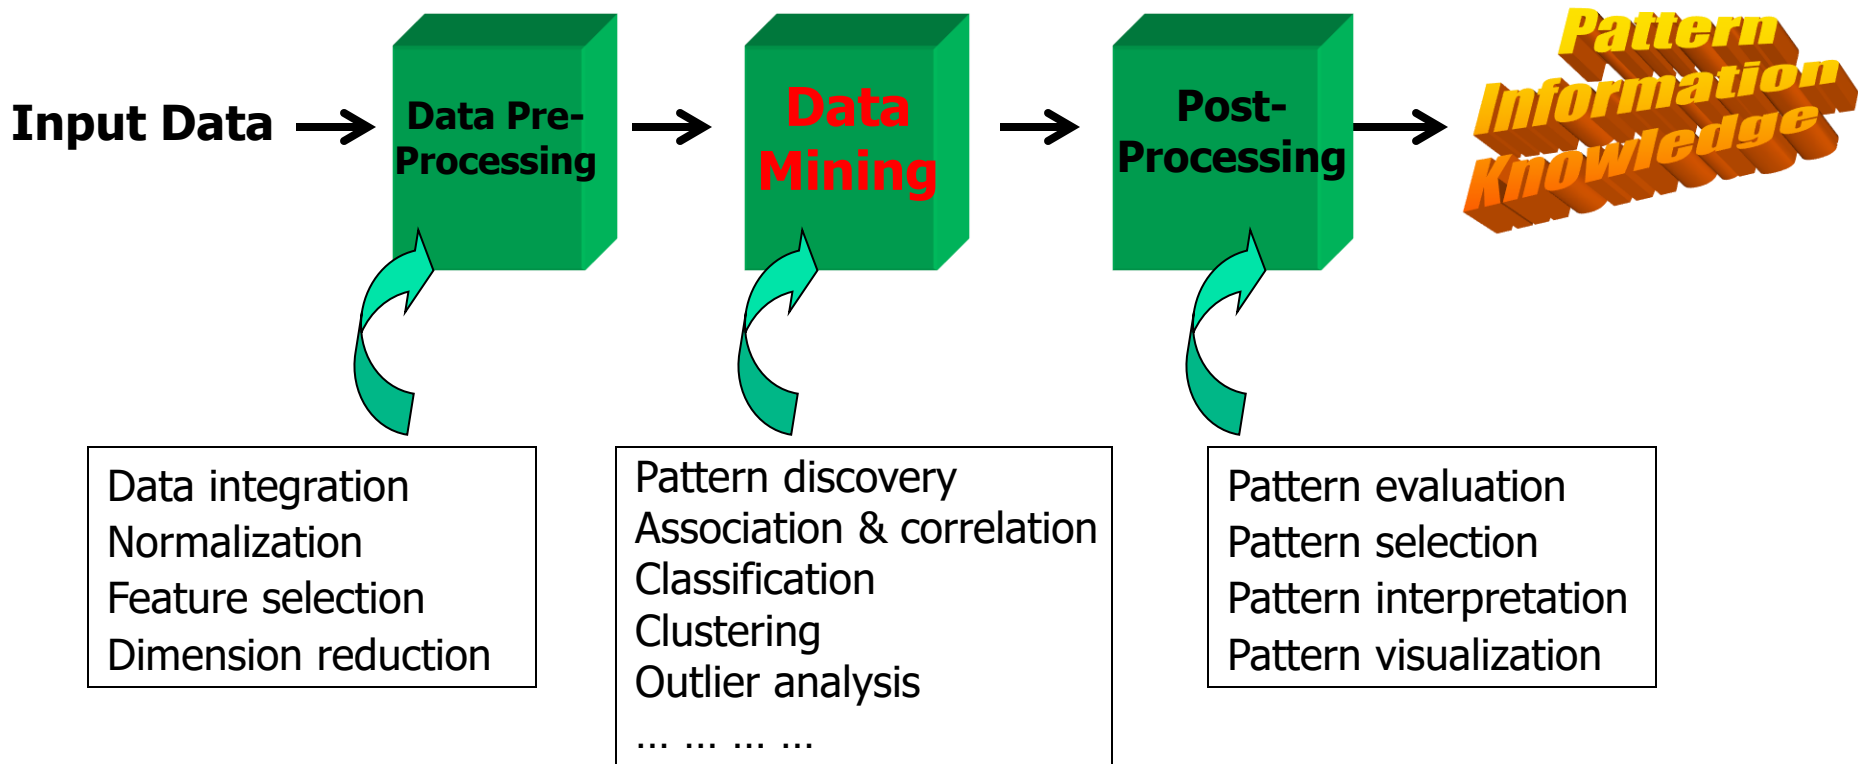 Input Data
Data Pre-
Processing
Data
Mining
Post-
Processing
Pattern
Information
Knowledge
Data integration
Normalization
Feature selection
Dimension reduction
Pattern discovery
Association & correlation
Classification
Clustering
Outlier analysis
… … … …
Pattern evaluation
Pattern selection
Pattern interpretation
Pattern visualization